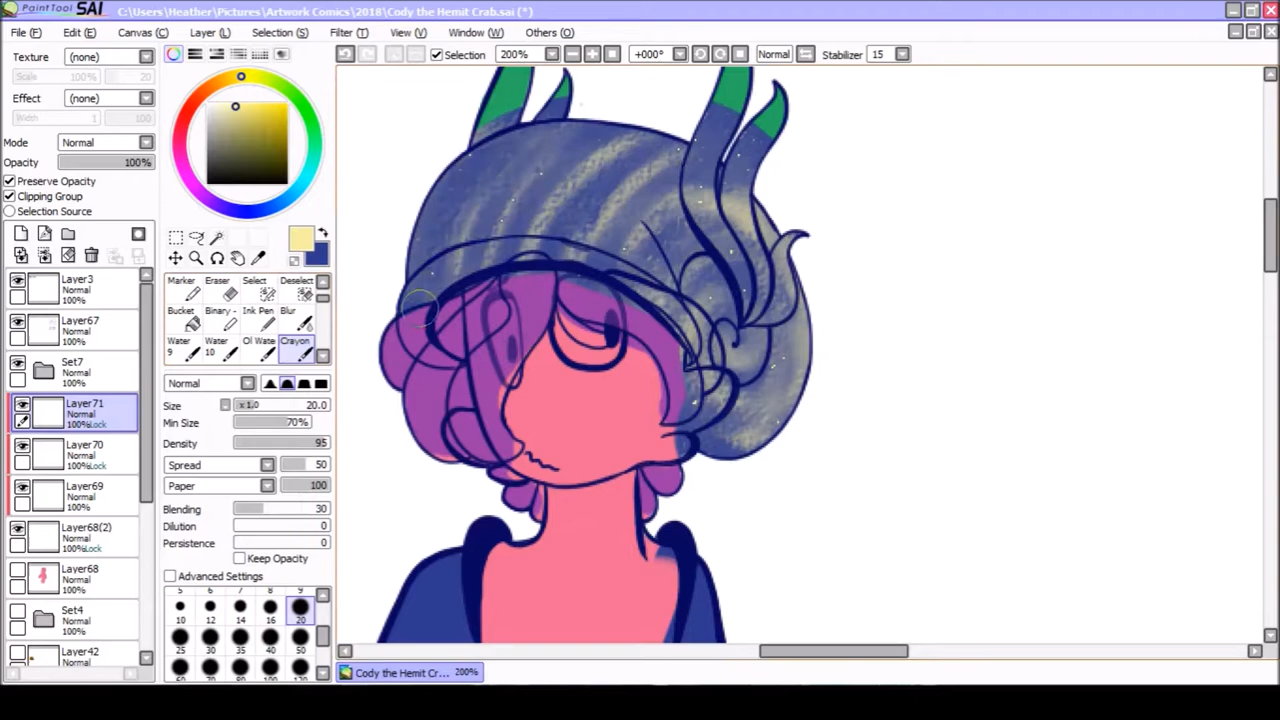 PaintTool SAI C:\Users\Heather\Pictures\Artwork Comics\2018\Cody the Hemit Crab.sai (*)
File (F) Edit (E) Canvas (C) Layer (L) Selection (S) Filter (T) View (V) Window (W) Others (O)
Texture (none)
Scale 100% 20
Effect (none)
Width 1 100
Mode Normal
Opacity 100%
Preserve Opacity
Clipping Group
Selection Source
Selection 200% +000° Normal Stabilizer 15
Layer3
Normal
100%
Layer67
Normal
100%
Set7
Normal
100%
Layer71
Normal
100%Lock
Layer70
Normal
100%Lock
Layer69
Normal
100%
Layer68(2)
Normal
100%Lock
Layer68
Normal
100%
Set4
Normal
100%
Layer42
Normal
Marker Eraser Select Deselect
Bucket Binary - Ink Pen Blur
Water 9 Water 10 Ol Wate Crayon
Normal
Size x1.0 20.0
Min Size 70%
Density 95
Spread 50
Paper 100
Blending 30
Dilution 0
Persistence 0
Keep Opacity
Advanced Settings
5 6 7 8 9
10 12 14 16 20
25 30 35 40 50
Cody the Hemit Cr... 200%